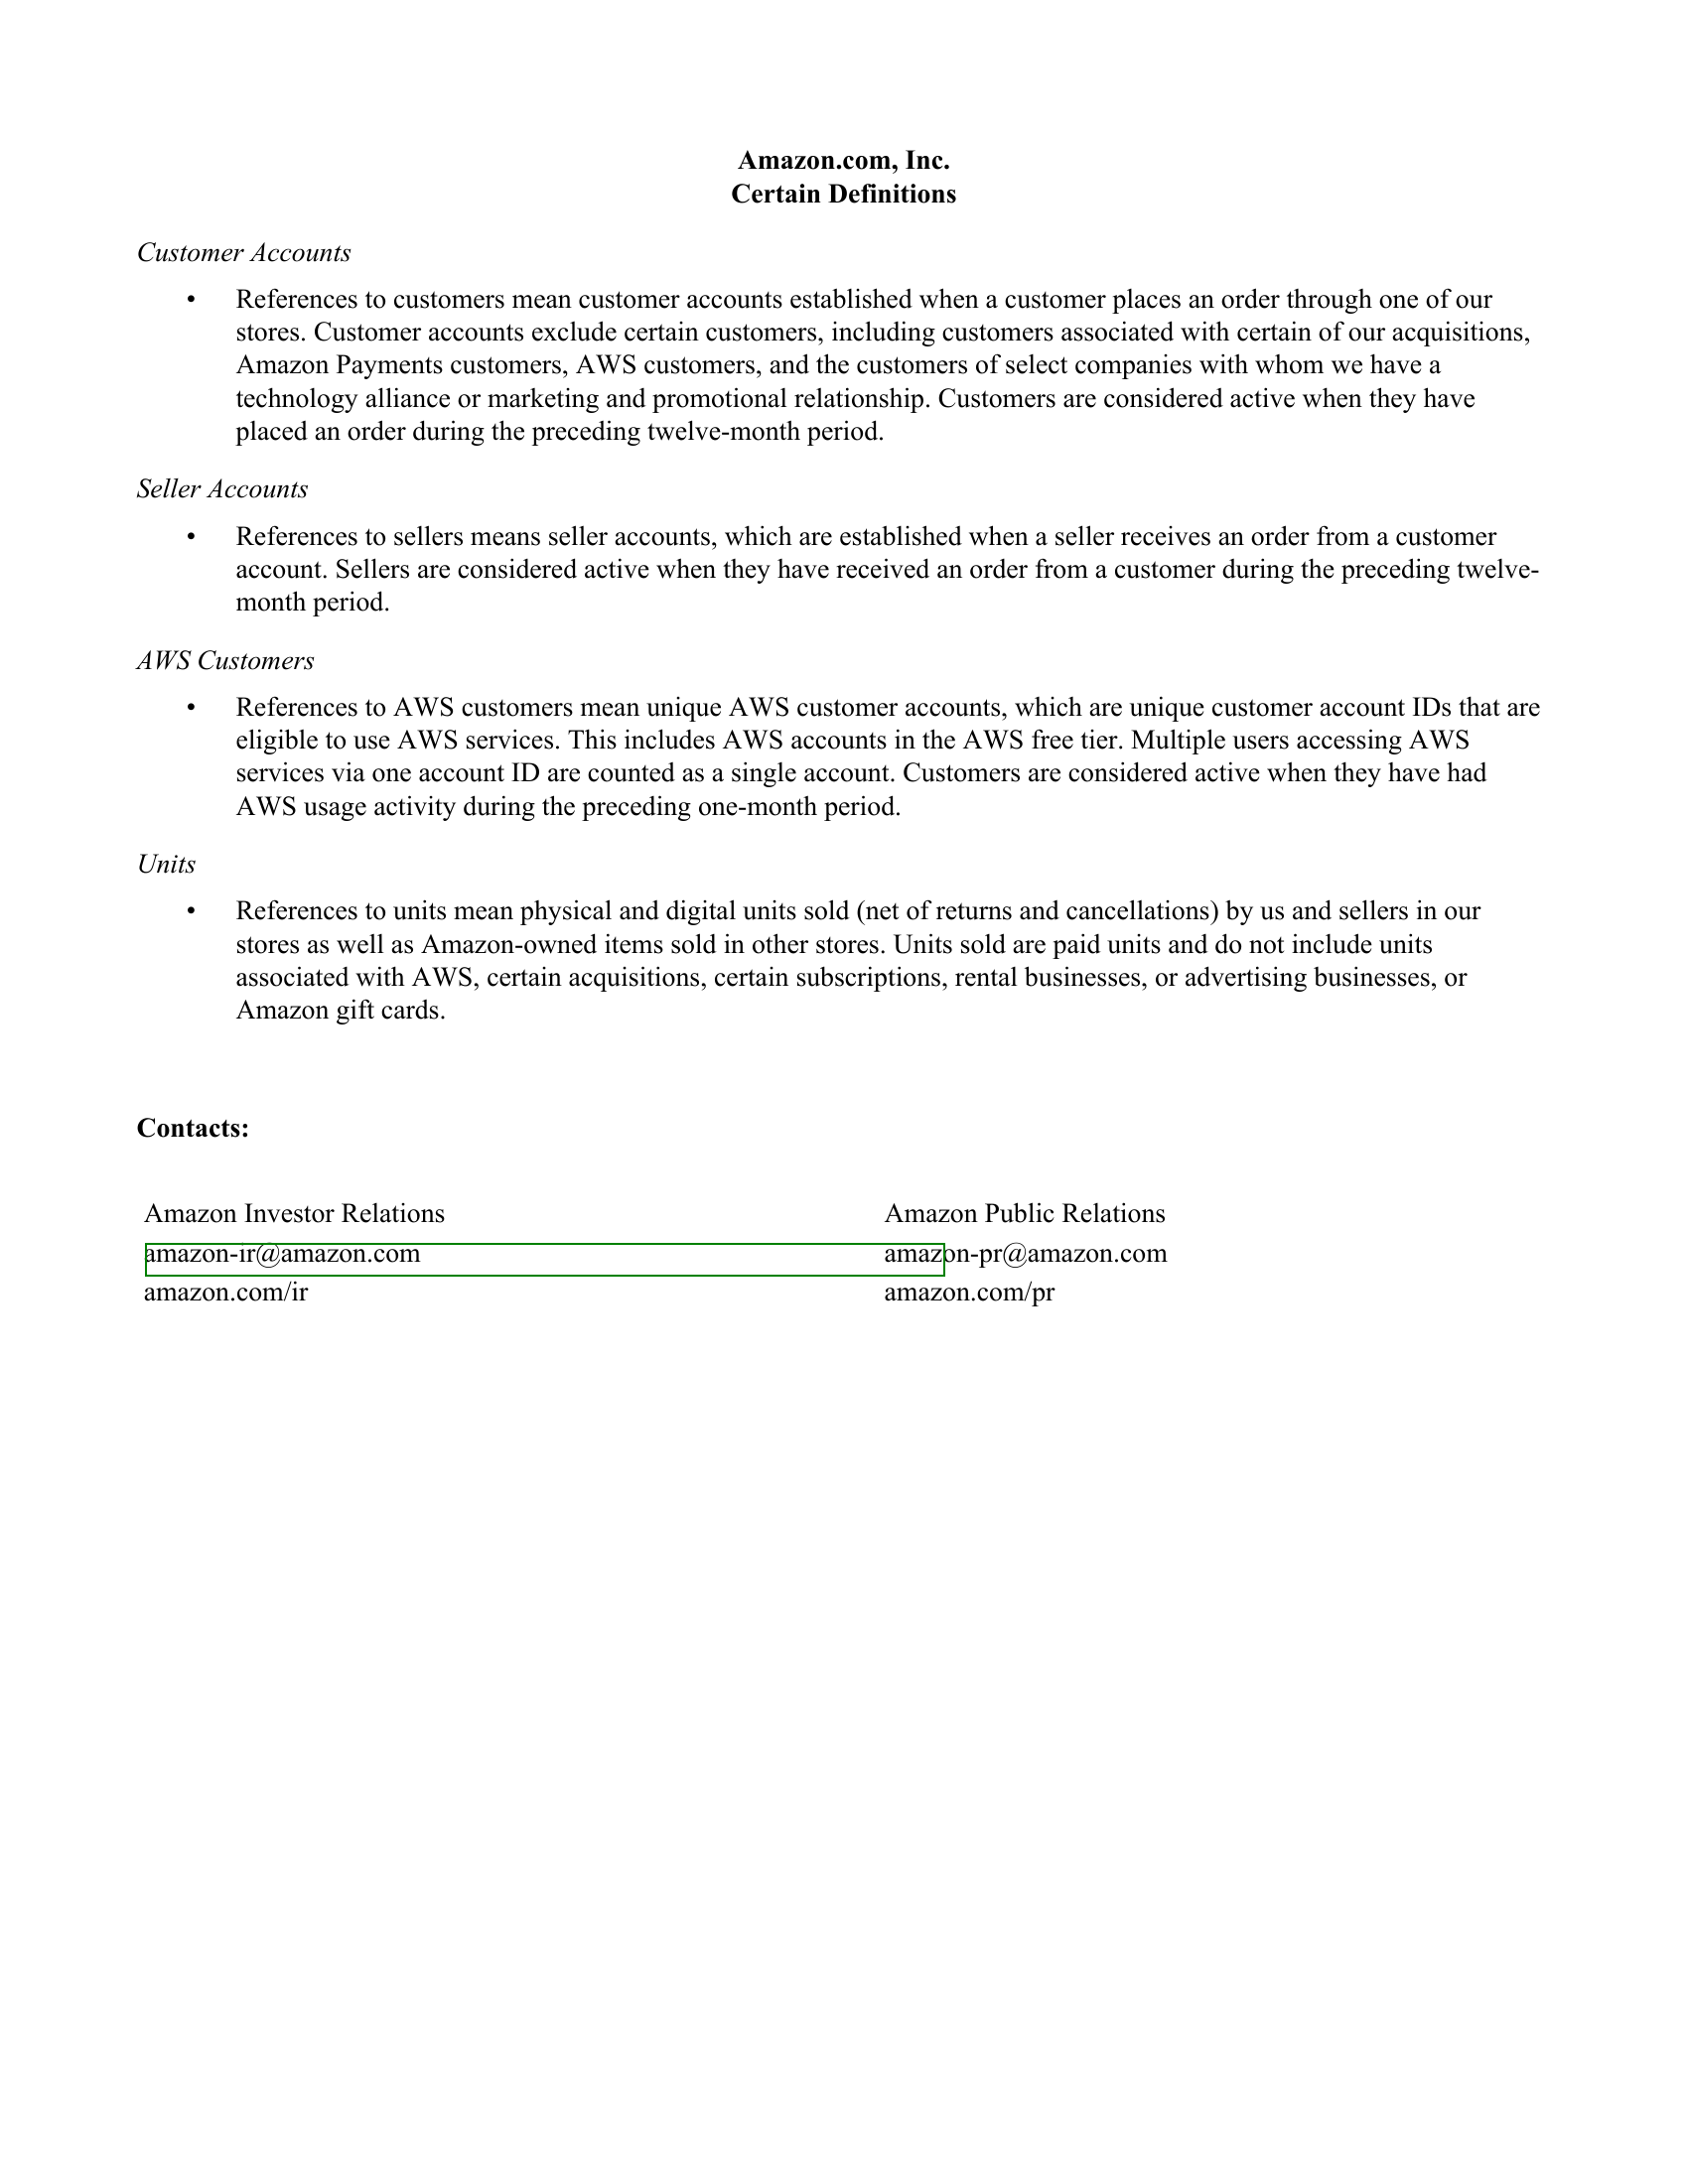 Amazon.com, Inc.
Certain Definitions
Customer Accounts
• References to customers mean customer accounts established when a customer places an order through one of our
stores. Customer accounts exclude certain customers, including customers associated with certain of our acquisitions,
Amazon Payments customers, AWS customers, and the customers of select companies with whom we have a
technology alliance or marketing and promotional relationship. Customers are considered active when they have
placed an order during the preceding twelve-month period.
Seller Accounts
• References to sellers means seller accounts, which are established when a seller receives an order from a customer
account. Sellers are considered active when they have received an order from a customer during the preceding twelve-
month period.
AWS Customers
• References to AWS customers mean unique AWS customer accounts, which are unique customer account IDs that are
eligible to use AWS services. This includes AWS accounts in the AWS free tier. Multiple users accessing AWS
services via one account ID are counted as a single account. Customers are considered active when they have had
AWS usage activity during the preceding one-month period.
Units
• References to units mean physical and digital units sold (net of returns and cancellations) by us and sellers in our
stores as well as Amazon-owned items sold in other stores. Units sold are paid units and do not include units
associated with AWS, certain acquisitions, certain subscriptions, rental businesses, or advertising businesses, or
Amazon gift cards.
Contacts:
Amazon Investor Relations Amazon Public Relations
amazon-ir@amazon.com amazon-pr@amazon.com
amazon.com/ir amazon.com/pr